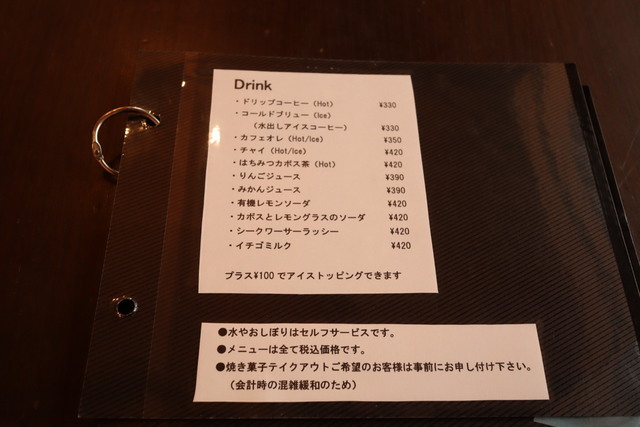 Drink
・ドリップコーヒー（Hot） ¥330
・コールドブリュー（Ice）
（水出しアイスコーヒー） ¥330
・カフェオレ（Hot/Ice） ¥350
・チャイ（Hot/Ice） ¥420
・はちみつカボス茶（Hot） ¥420
・りんごジュース ¥390
・みかんジュース ¥390
・有機レモンソーダ ¥420
・カボスとレモングラスのソーダ ¥420
・シークワーサーラッシー ¥420
・イチゴミルク ¥420
プラス¥100でアイストッピングできます
●水やおしぼりはセルフサービスです。
●メニューは全て税込価格です。
●焼き菓子テイクアウトご希望のお客様は事前にお申し付け下さい。
（会計時の混雑緩和のため）